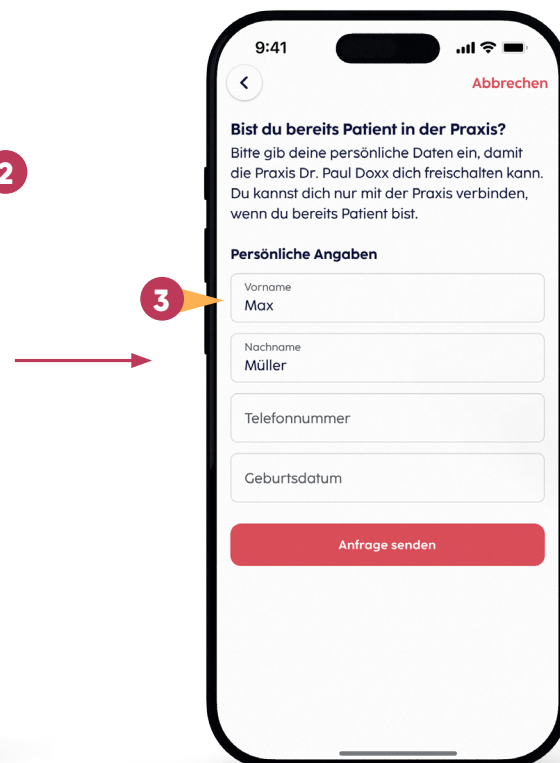 9:41
Abbrechen
Bist du bereits Patient in der Praxis?
Bitte gib deine persönliche Daten ein, damit
die Praxis Dr. Paul Doxx dich freischalten kann.
Du kannst dich nur mit der Praxis verbinden,
wenn du bereits Patient bist.
2
Persönliche Angaben
3
Vorname
Max
Nachname
Müller
Telefonnummer
Geburtsdatum
Anfrage senden